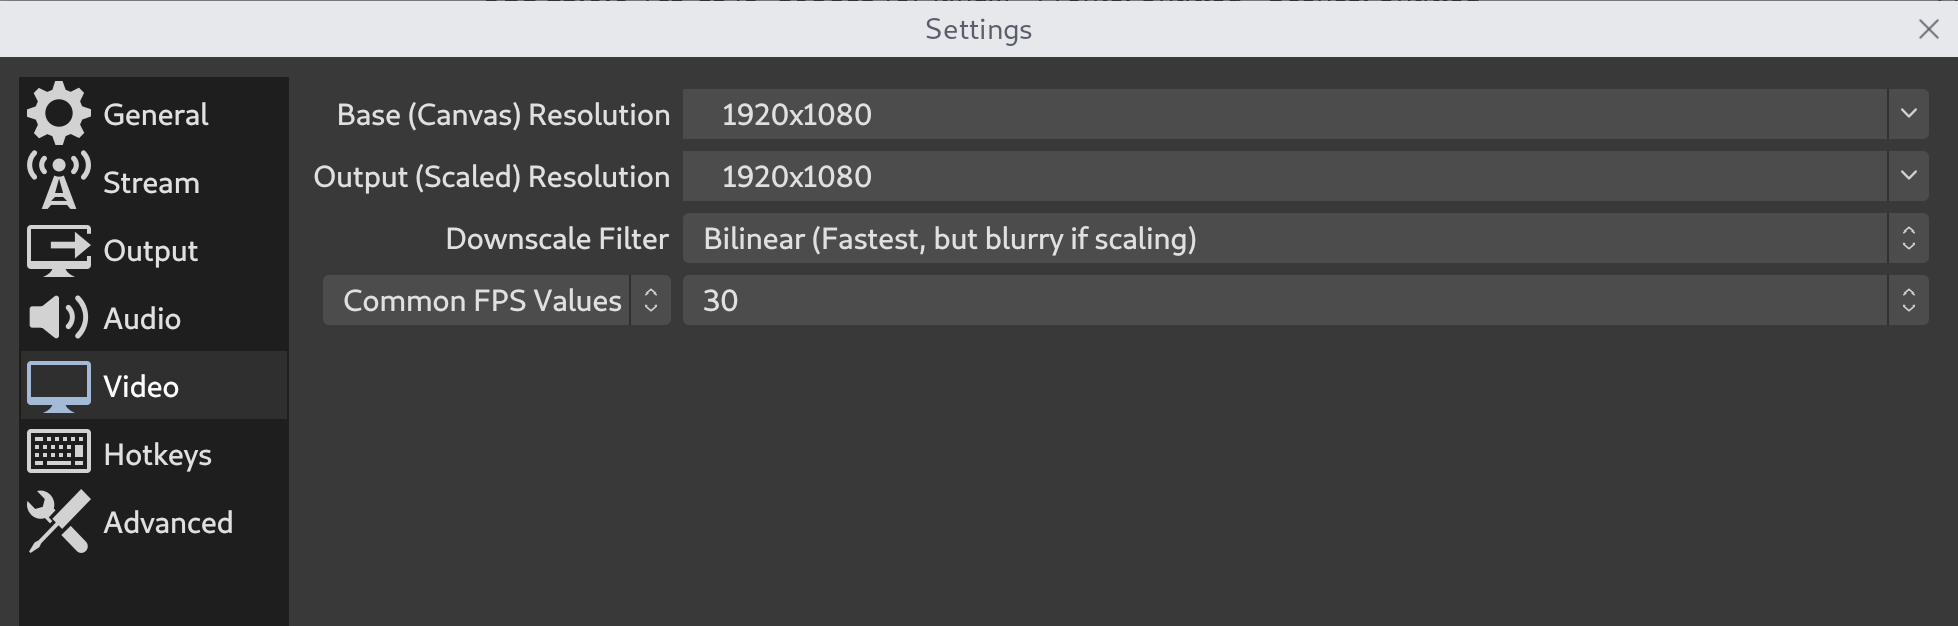 Settings
General
Stream
Output
Audio
Video
Hotkeys
Advanced
Base (Canvas) Resolution 1920x1080
Output (Scaled) Resolution 1920x1080
Downscale Filter Bilinear (Fastest, but blurry if scaling)
Common FPS Values 30